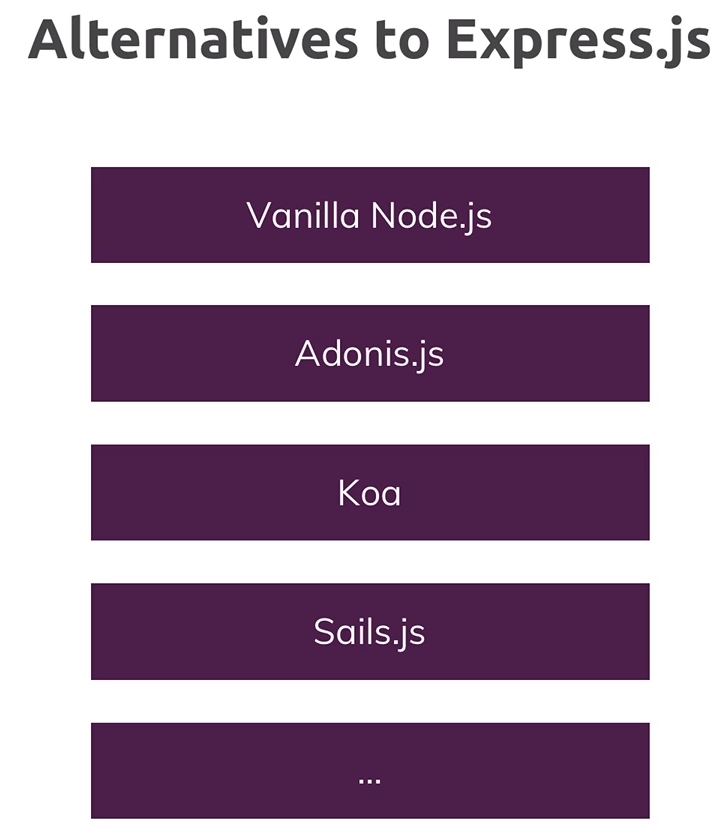 Alternatives to Express.js
Vanilla Node.js
Adonis.js
Koa
Sails.js
...